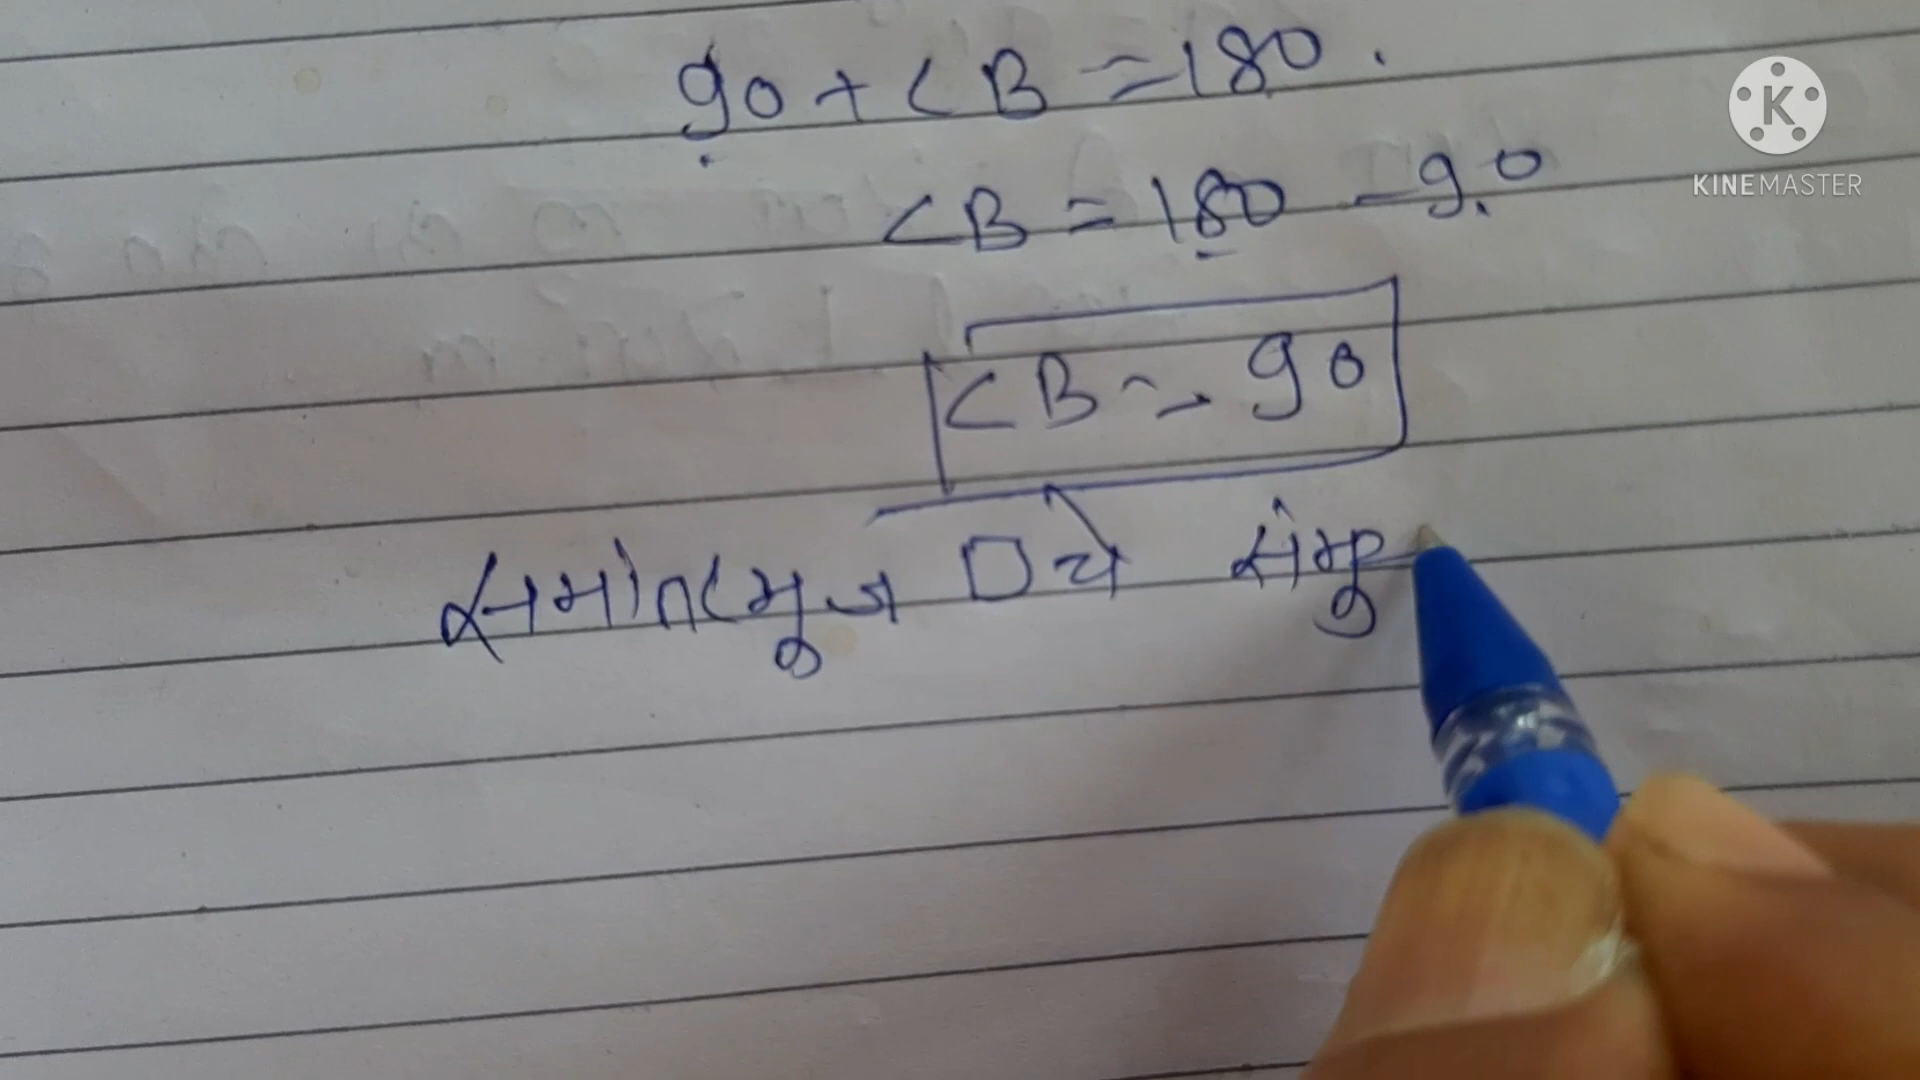 90 + ∠B = 180.
KINEMASTER
∠B = 180 - 90
∠B = 90
समांतरभुज □ चे संमुख